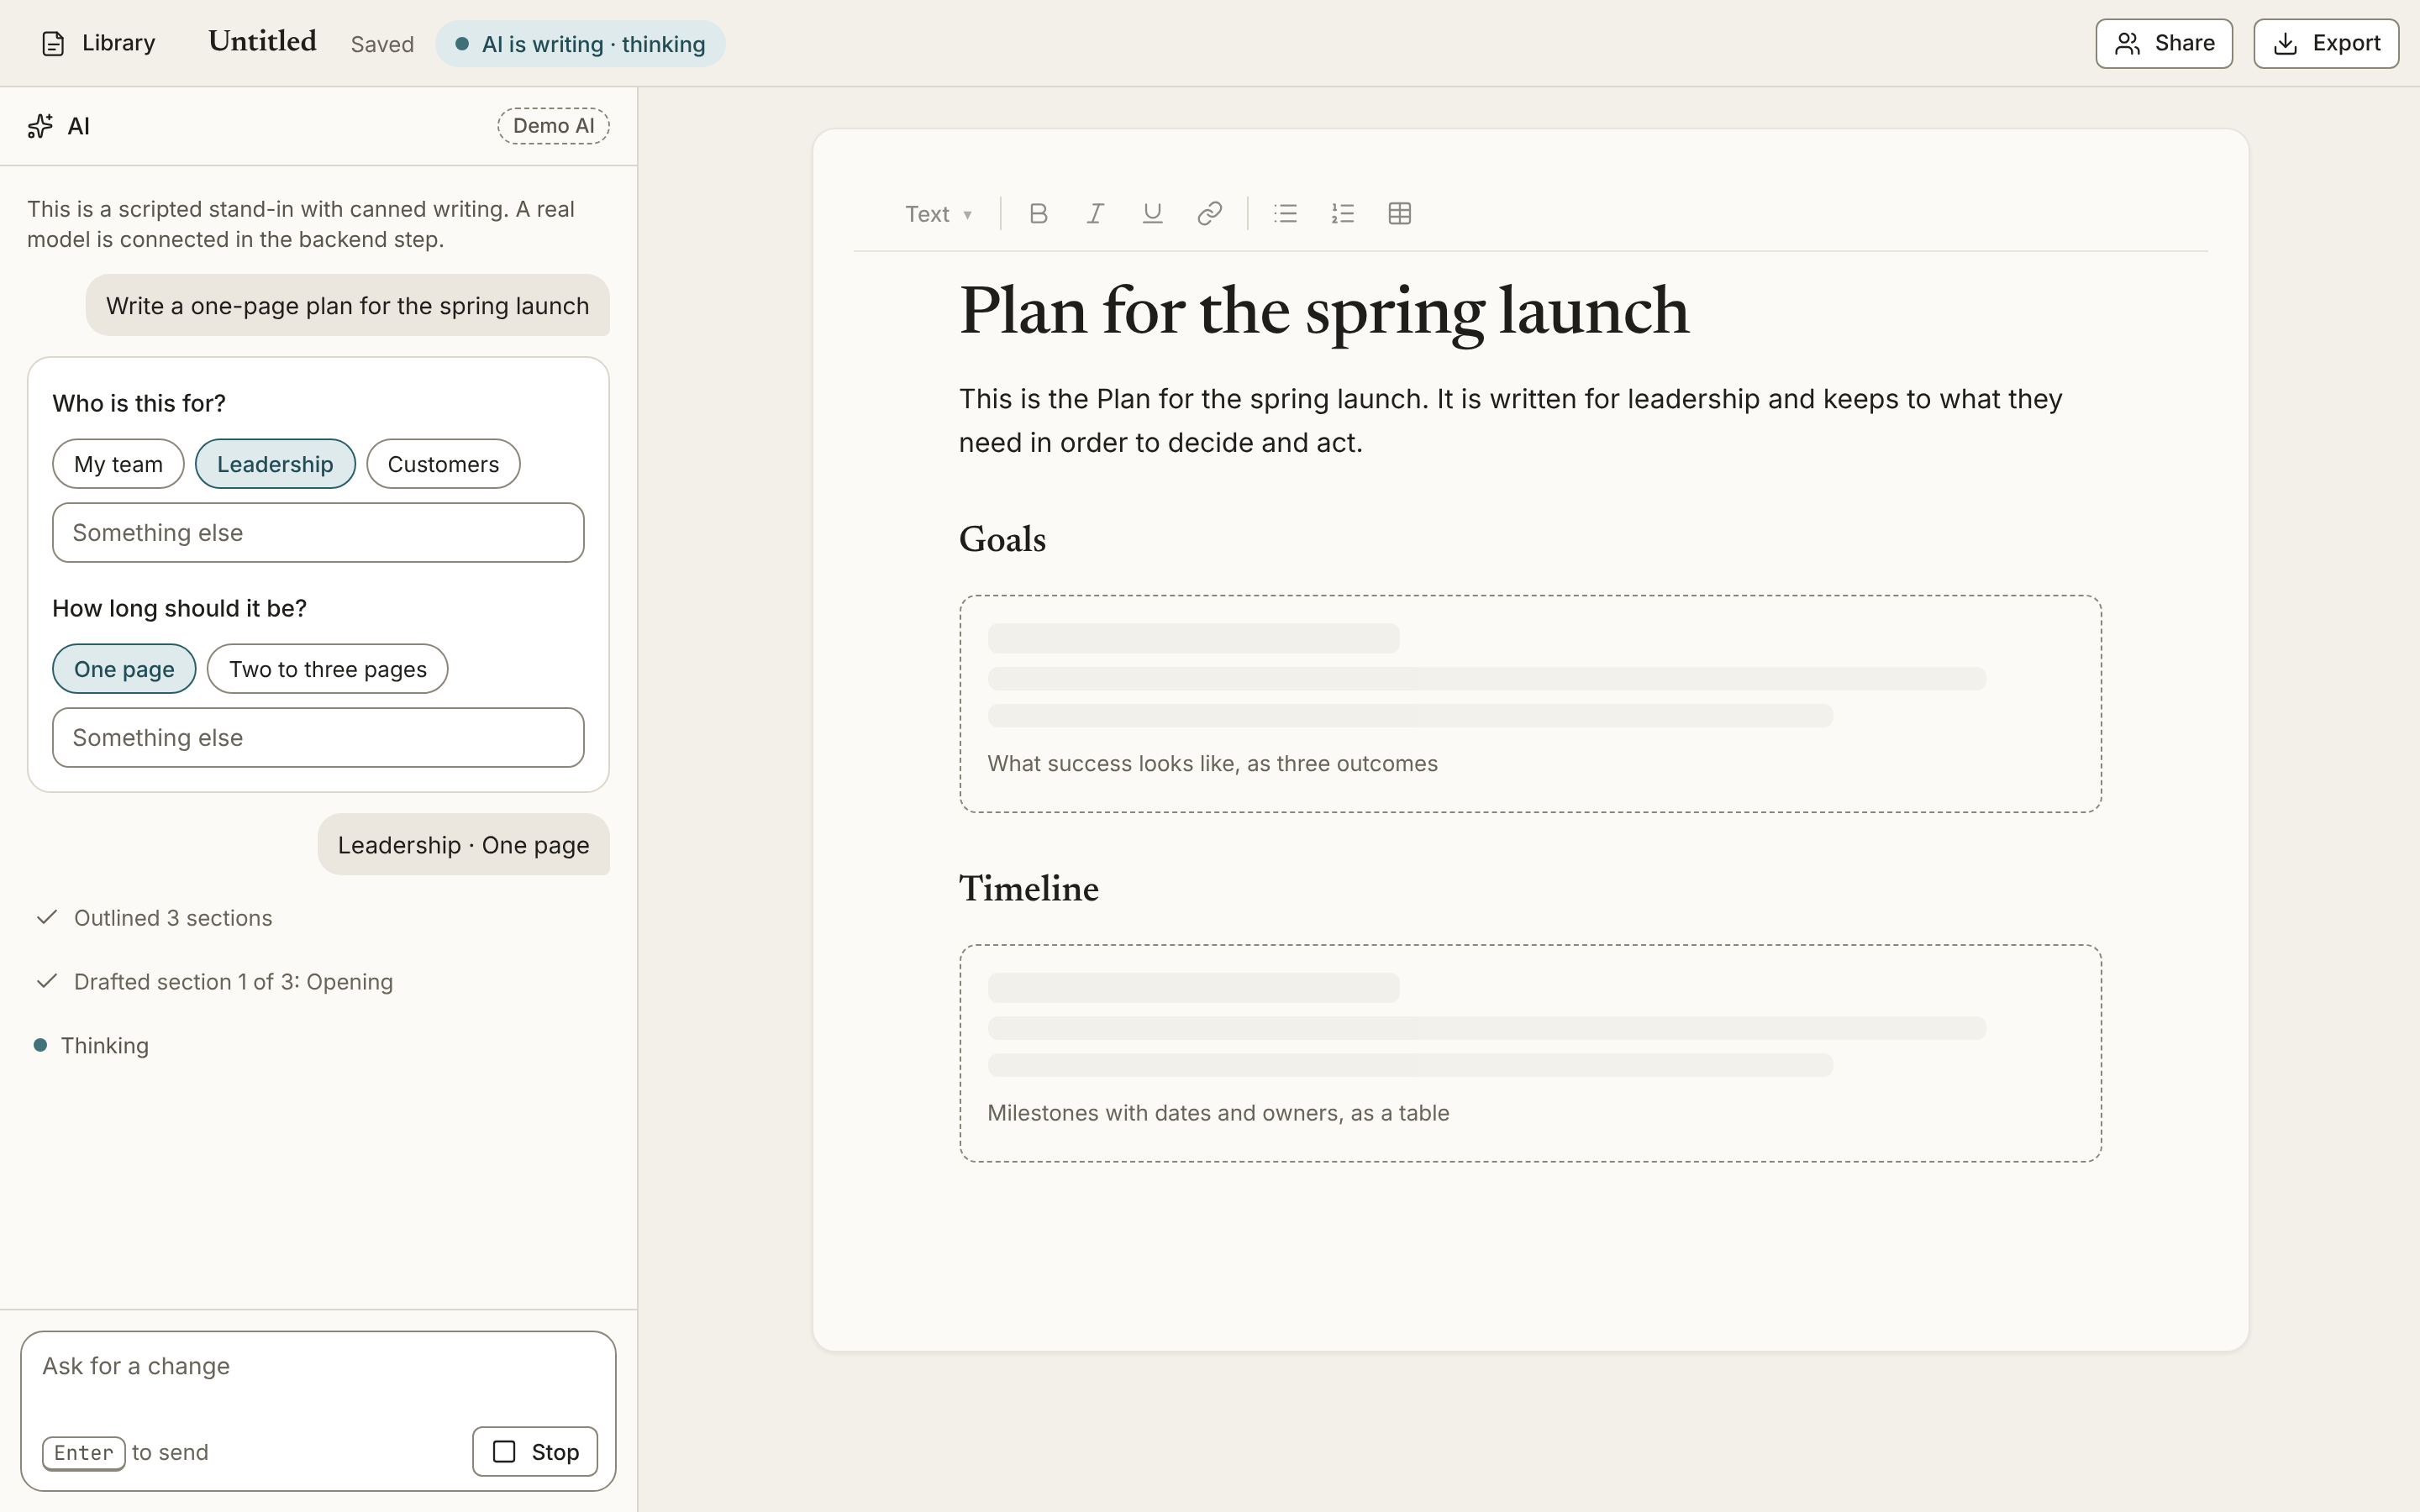 Library
Untitled
Saved
AI is writing · thinking
Share
Export
AI
Demo AI
This is a scripted stand-in with canned writing. A real
model is connected in the backend step.
Write a one-page plan for the spring launch
Who is this for?
My team
Leadership
Customers
Something else
How long should it be?
One page
Two to three pages
Something else
Leadership · One page
Outlined 3 sections
Drafted section 1 of 3: Opening
Thinking
Ask for a change
Enter to send
Stop
Text
Plan for the spring launch
This is the Plan for the spring launch. It is written for leadership and keeps to what they
need in order to decide and act.
Goals
What success looks like, as three outcomes
Timeline
Milestones with dates and owners, as a table